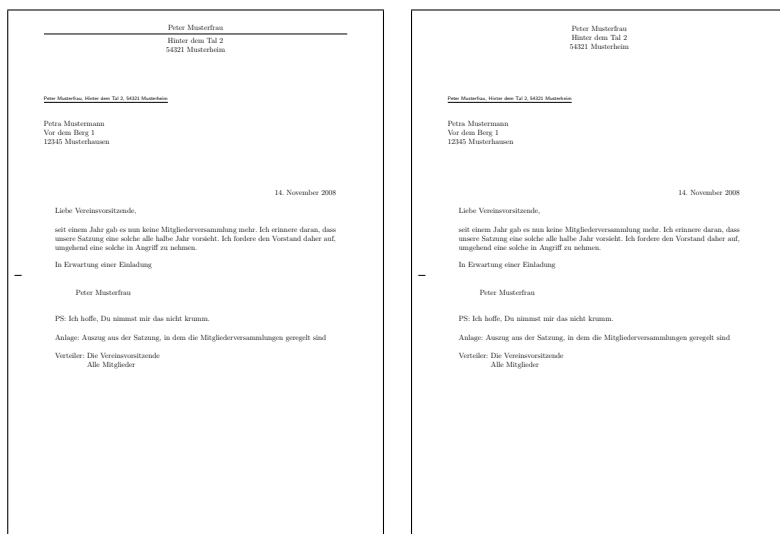 Peter Musterfrau
Hinter dem Tal 2
54321 Musterheim
Peter Musterfrau, Hinter dem Tal 2, 54321 Musterheim
Petra Mustermann
Vor dem Berg 1
12345 Musterhausen
14. November 2008
Liebe Vereinsvorsitzende,
seit einem Jahr gab es nun keine Mitgliederversammlung mehr. Ich erinnere daran, dass
unsere Satzung eine solche alle halbe Jahr vorsieht. Ich fordere den Vorstand daher auf,
umgehend eine solche in Angriff zu nehmen.
In Erwartung einer Einladung
Peter Musterfrau
PS: Ich hoffe, Du nimmst mir das nicht krumm.
Anlage: Auszug aus der Satzung, in dem die Mitgliederversammlungen geregelt sind
Verteiler: Die Vereinsvorsitzende
Alle Mitglieder
Peter Musterfrau
Hinter dem Tal 2
54321 Musterheim
Peter Musterfrau, Hinter dem Tal 2, 54321 Musterheim
Petra Mustermann
Vor dem Berg 1
12345 Musterhausen
14. November 2008
Liebe Vereinsvorsitzende,
seit einem Jahr gab es nun keine Mitgliederversammlung mehr. Ich erinnere daran, dass
unsere Satzung eine solche alle halbe Jahr vorsieht. Ich fordere den Vorstand daher auf,
umgehend eine solche in Angriff zu nehmen.
In Erwartung einer Einladung
Peter Musterfrau
PS: Ich hoffe, Du nimmst mir das nicht krumm.
Anlage: Auszug aus der Satzung, in dem die Mitgliederversammlungen geregelt sind
Verteiler: Die Vereinsvorsitzende
Alle Mitglieder